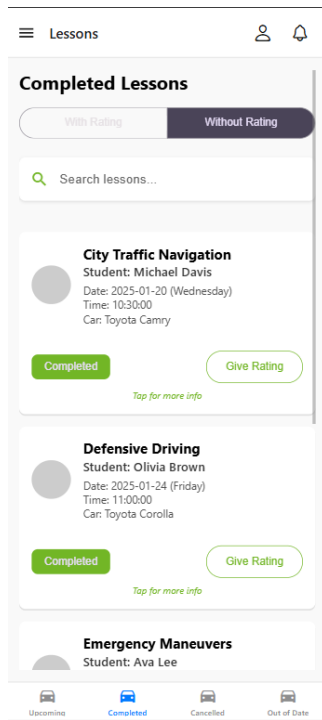 Lessons
Completed Lessons
With Rating
Without Rating
Search lessons...
City Traffic Navigation
Student: Michael Davis
Date: 2025-01-20 (Wednesday)
Time: 10:30:00
Car: Toyota Camry
Completed
Give Rating
Tap for more info
Defensive Driving
Student: Olivia Brown
Date: 2025-01-24 (Friday)
Time: 11:00:00
Car: Toyota Corolla
Completed
Give Rating
Tap for more info
Emergency Maneuvers
Student: Ava Lee
Upcoming
Completed
Cancelled
Out of Date